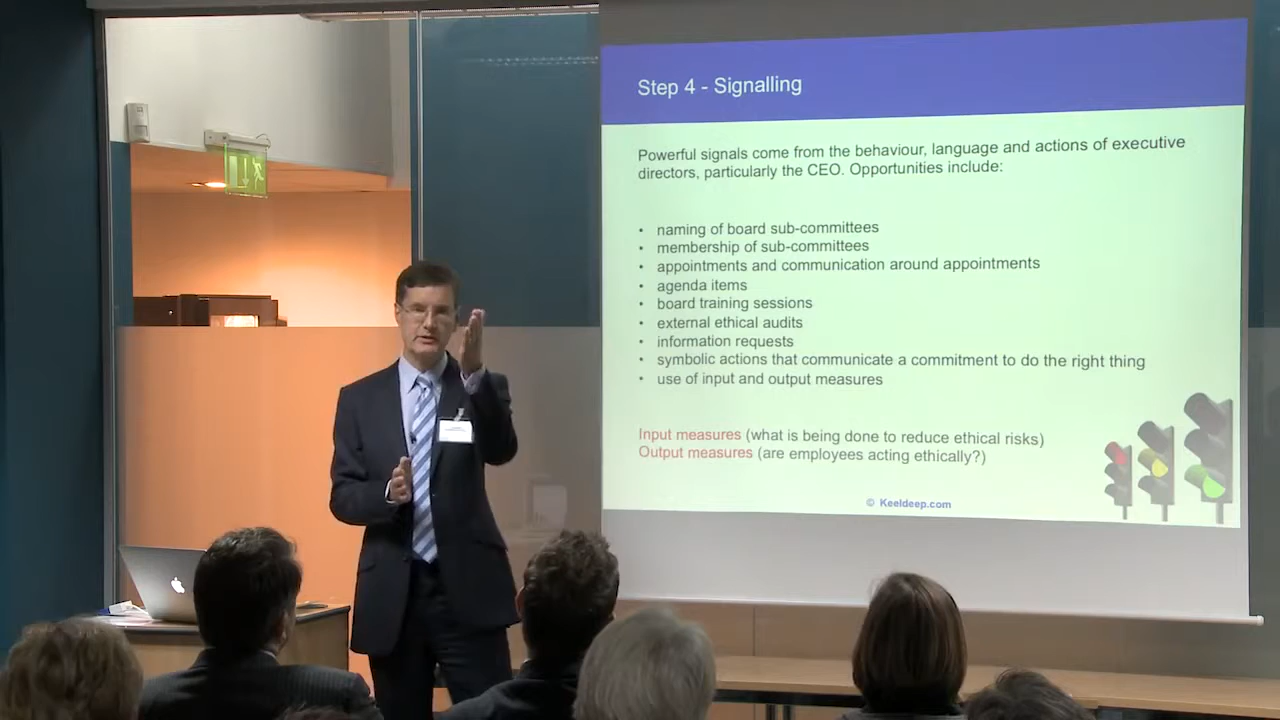 Step 4 - Signalling
Powerful signals come from the behaviour, language and actions of executive
directors, particularly the CEO. Opportunities include:
• naming of board sub-committees
• membership of sub-committees
• appointments and communication around appointments
• agenda items
• board training sessions
• external ethical audits
• information requests
• symbolic actions that communicate a commitment to do the right thing
• use of input and output measures
Input measures (what is being done to reduce ethical risks)
Output measures (are employees acting ethically?)
© Keeldeep.com